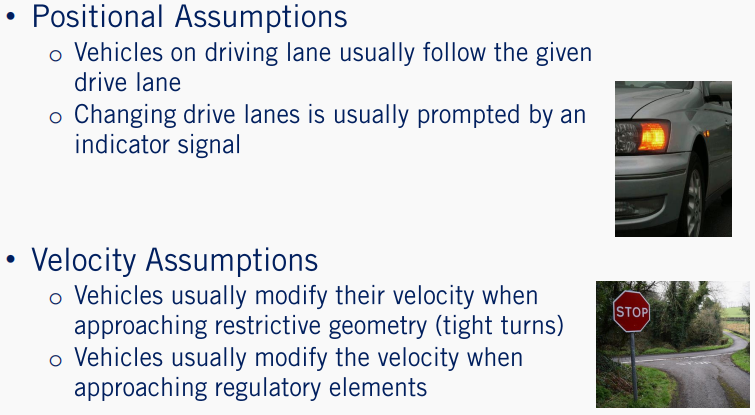 • Positional Assumptions
o Vehicles on driving lane usually follow the given
drive lane
o Changing drive lanes is usually prompted by an
indicator signal
• Velocity Assumptions
o Vehicles usually modify their velocity when
approaching restrictive geometry (tight turns)
STOP
o Vehicles usually modify the velocity when
approaching regulatory elements